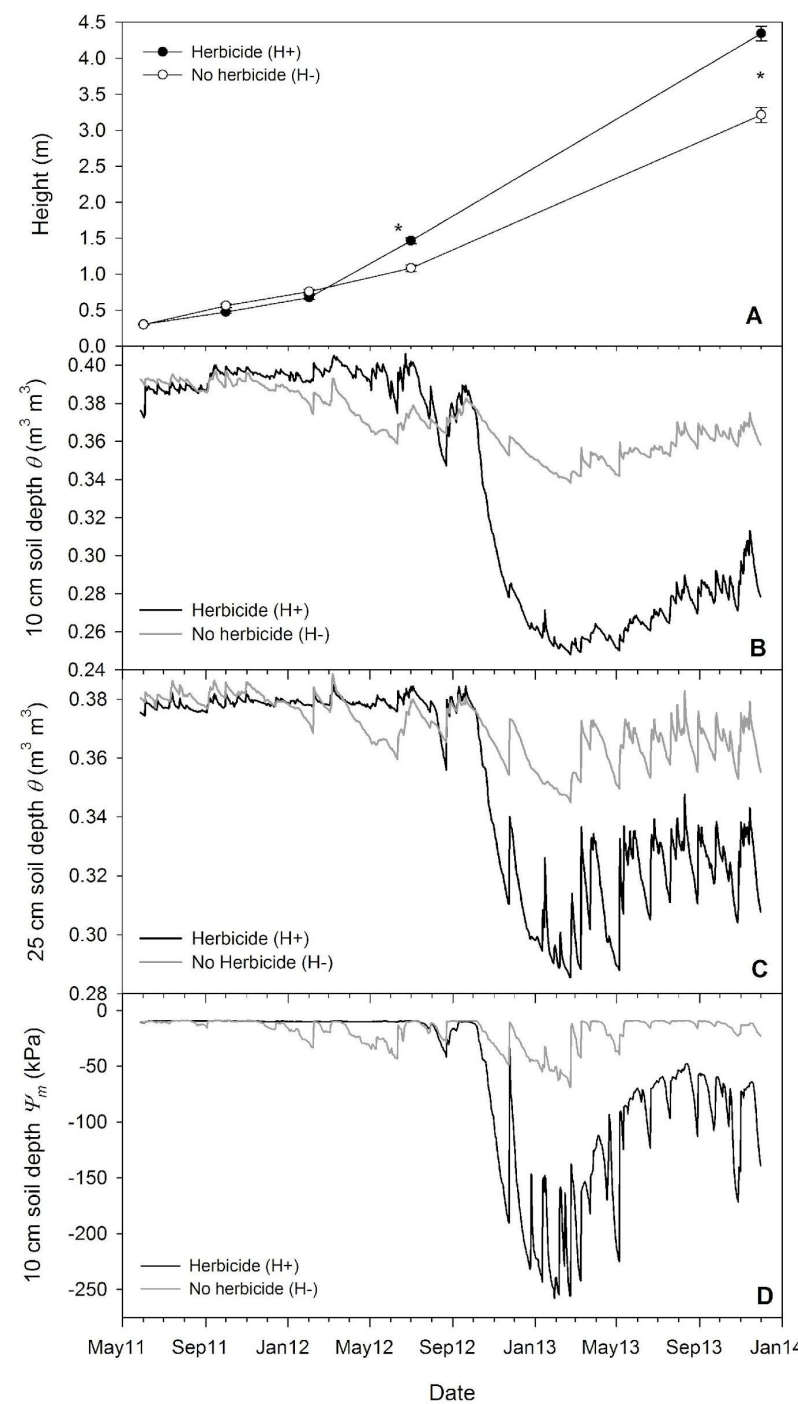 4.5
4.0
3.5
3.0
2.5
2.0
1.5
1.0
0.5
0.0
Height (m)
Herbicide (H+)
No herbicide (H-)
*
*
A
0.40
0.38
0.36
0.34
0.32
0.30
0.28
0.26
0.24
10 cm soil depth θ (m³ m³)
Herbicide (H+)
No herbicide (H-)
B
0.38
0.36
0.34
0.32
0.30
0.28
25 cm soil depth θ (m³ m³)
Herbicide (H+)
No Herbicide (H-)
C
0
-50
-100
-150
-200
-250
10 cm soil depth Ψm (kPa)
Herbicide (H+)
No herbicide (H-)
D
May11 Sep11 Jan12 May12 Sep12 Jan13 May13 Sep13 Jan14
Date